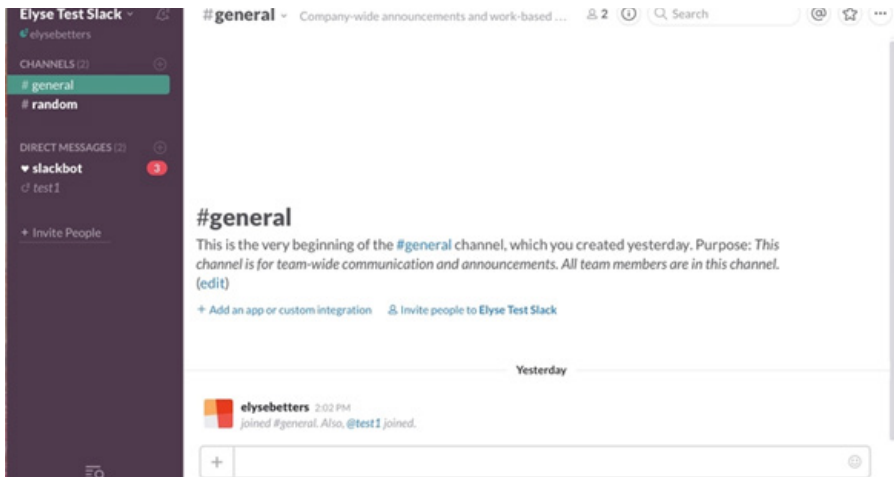 Elyse Test Slack
elysebetters
CHANNELS (2)
# general
# random
DIRECT MESSAGES (2)
♥ slackbot 3
test1
+ Invite People
#general Company-wide announcements and work-based ... 2 Search
#general
This is the very beginning of the #general channel, which you created yesterday. Purpose: This
channel is for team-wide communication and announcements. All team members are in this channel.
(edit)
+ Add an app or custom integration Invite people to Elyse Test Slack
Yesterday
elysebetters 2:02 PM
joined #general. Also, @test1 joined.